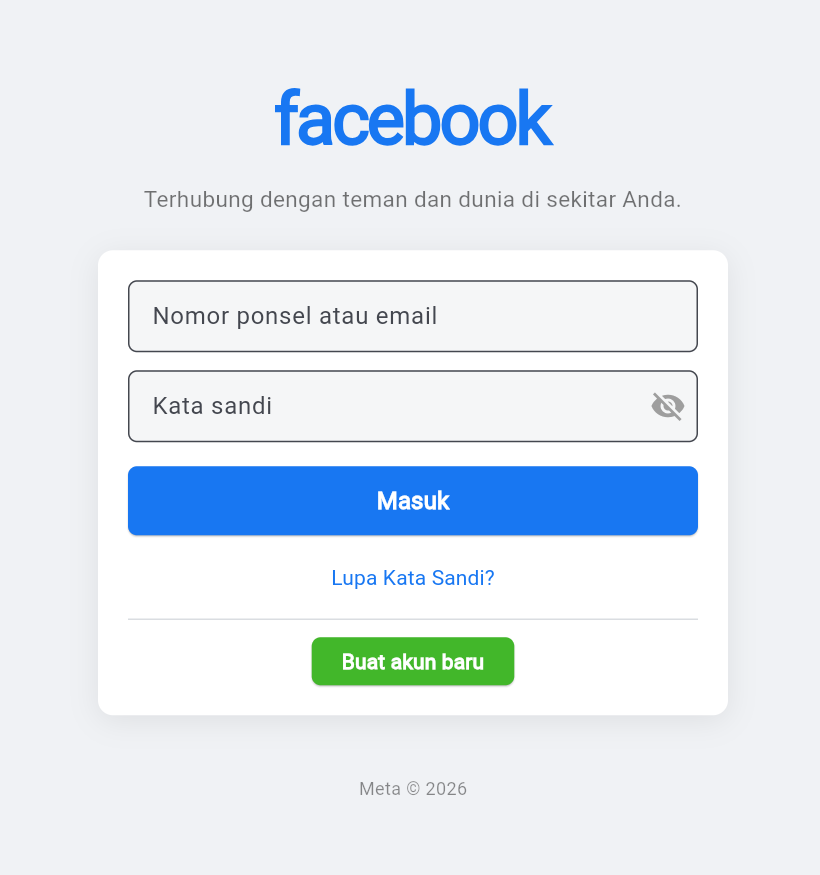 facebook
Terhubung dengan teman dan dunia di sekitar Anda.
Nomor ponsel atau email
Kata sandi
Masuk
Lupa Kata Sandi?
Buat akun baru
Meta © 2026